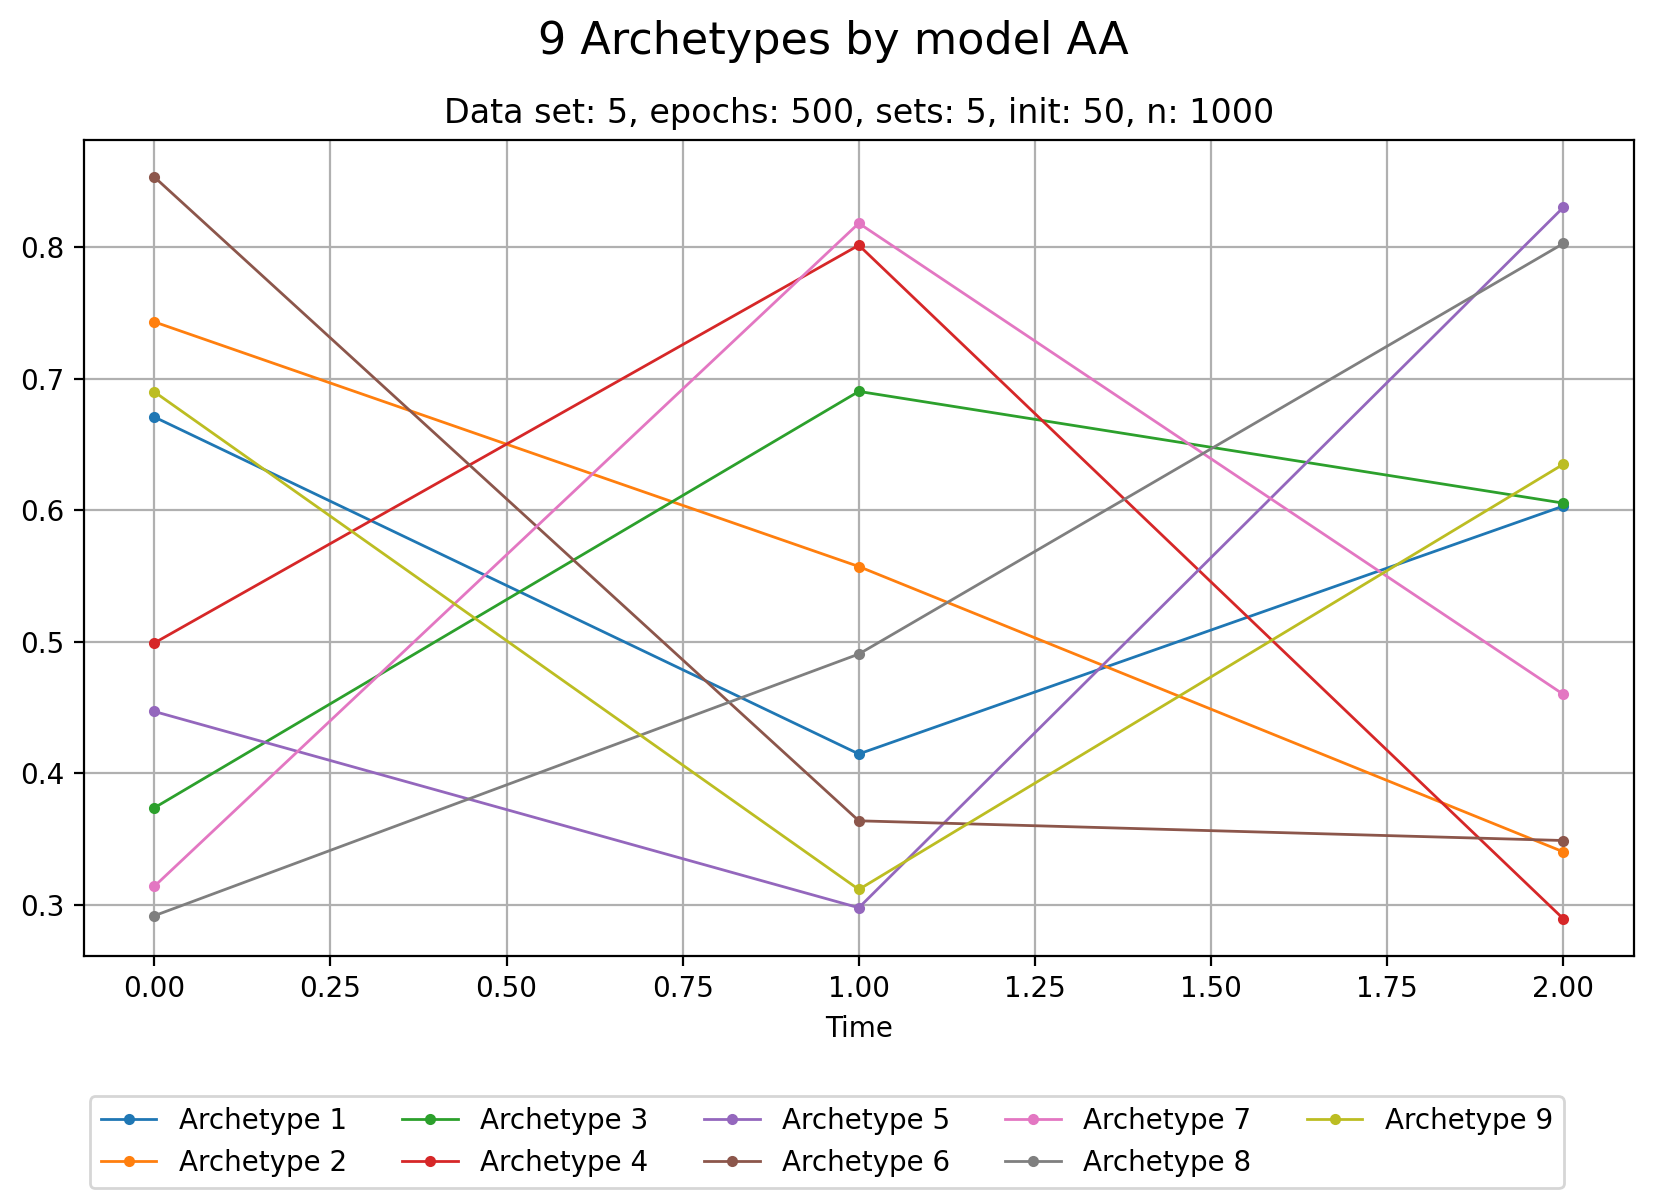 9 Archetypes by model AA
Data set: 5, epochs: 500, sets: 5, init: 50, n: 1000
0.8
0.7
0.6
0.5
0.4
0.3
0.00 0.25 0.50 0.75 1.00 1.25 1.50 1.75 2.00
Time
Archetype 1 Archetype 3 Archetype 5 Archetype 7 Archetype 9
Archetype 2 Archetype 4 Archetype 6 Archetype 8